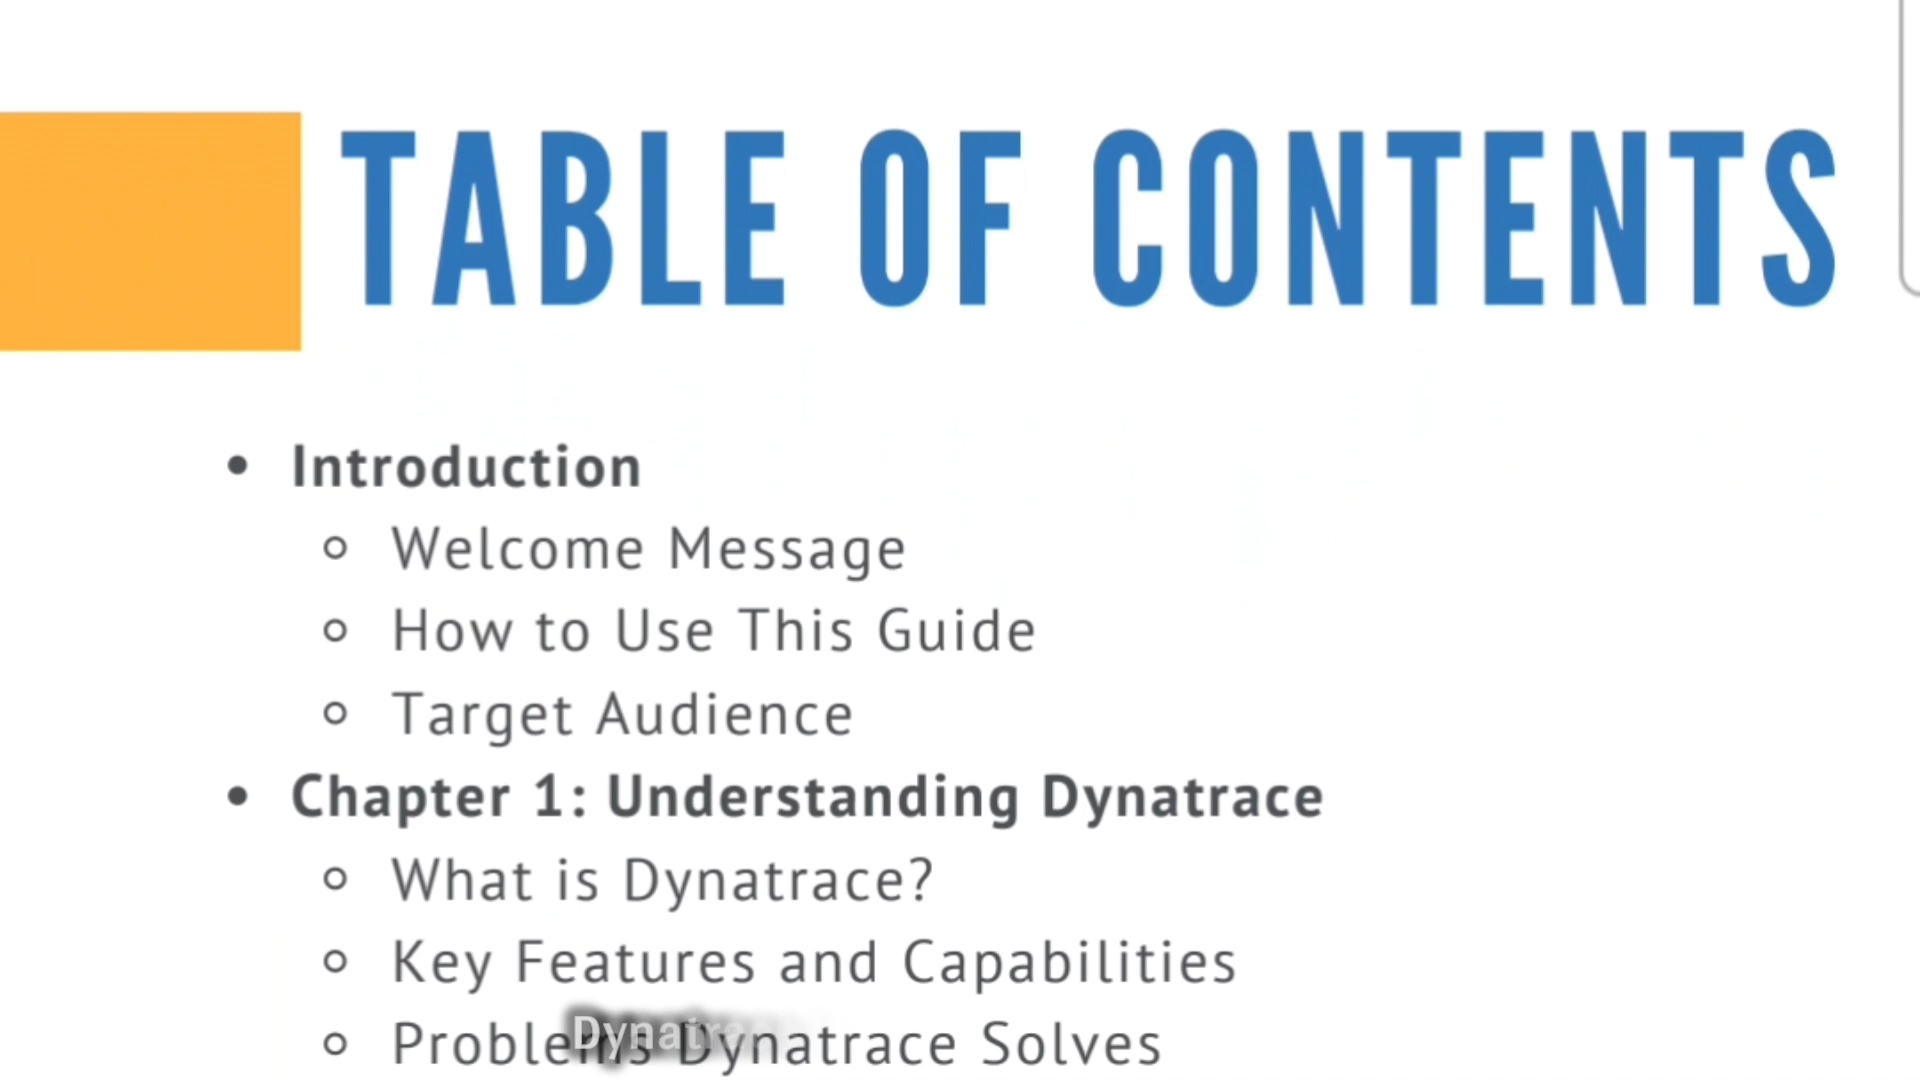 TABLE OF CONTENTS
• Introduction
○ Welcome Message
○ How to Use This Guide
○ Target Audience
• Chapter 1: Understanding Dynatrace
○ What is Dynatrace?
○ Key Features and Capabilities
○ Problems Dynatrace Solves